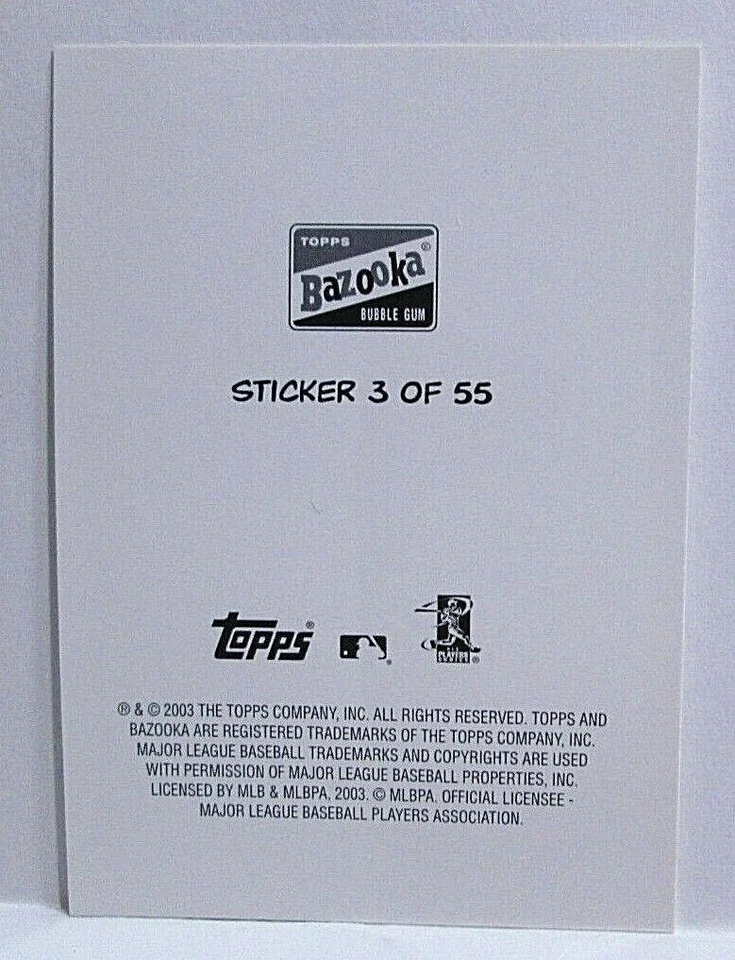 TOPPS
Bazooka®
BUBBLE GUM
STICKER 3 OF 55
Topps®
®
PLAYERS
CHOICE ®
® & © 2003 THE TOPPS COMPANY, INC. ALL RIGHTS RESERVED. TOPPS AND
BAZOOKA ARE REGISTERED TRADEMARKS OF THE TOPPS COMPANY, INC.
MAJOR LEAGUE BASEBALL TRADEMARKS AND COPYRIGHTS ARE USED
WITH PERMISSION OF MAJOR LEAGUE BASEBALL PROPERTIES, INC.
LICENSED BY MLB & MLBPA, 2003. © MLBPA. OFFICIAL LICENSEE -
MAJOR LEAGUE BASEBALL PLAYERS ASSOCIATION.